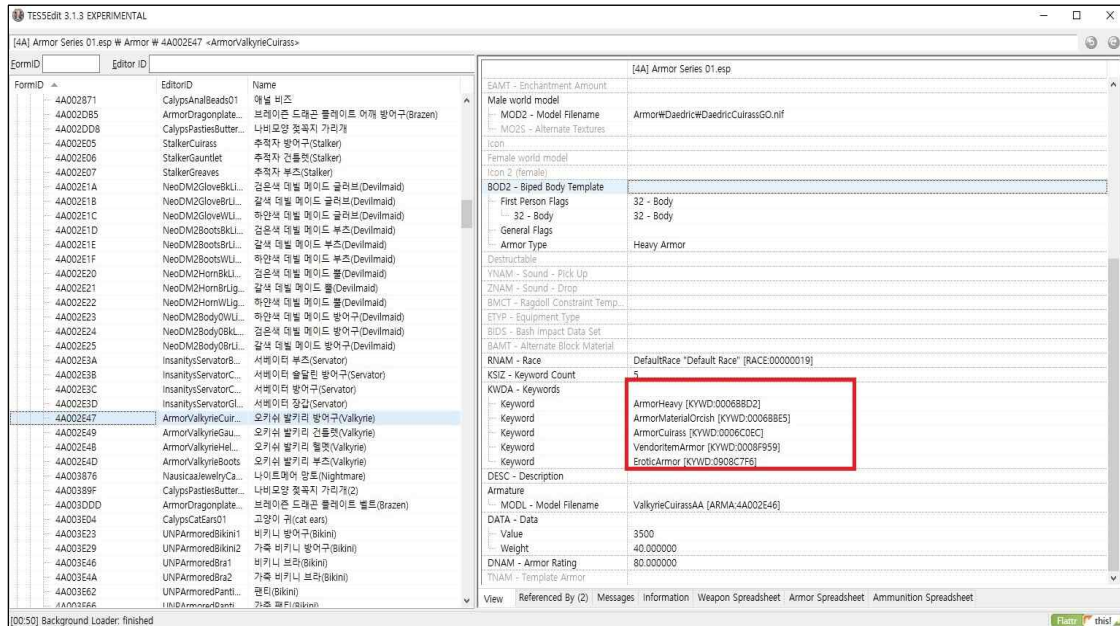 TES5Edit 3.1.3 EXPERIMENTAL
[4A] Armor Series 01.esp ₩ Armor ₩ 4A002E47 <ArmorValkyrieCuirass>
FormID Editor ID
FormID EditorID Name
4A002871 CalypsAnalBeads01 애널 비즈
4A002DB5 ArmorDragonplate... 브레이즌 드래곤 플레이트 어깨 방어구(Brazen)
4A002DD8 CalypsPastiesButter... 나비모양 젖꼭지 가리개
4A002E05 StalkerCuirass 추적자 방어구(Stalker)
4A002E06 StalkerGauntlet 추적자 건틀렛(Stalker)
4A002E07 StalkerGreaves 추적자 부츠(Stalker)
4A002E1A NeoDM2GloveBkLi... 검은색 데빌 메이드 글러브(Devilmaid)
4A002E1B NeoDM2GloveBrLi... 갈색 데빌 메이드 글러브(Devilmaid)
4A002E1C NeoDM2GloveWLi... 하얀색 데빌 메이드 글러브(Devilmaid)
4A002E1D NeoDM2BootsBkLi... 검은색 데빌 메이드 부츠(Devilmaid)
4A002E1E NeoDM2BootsBrLi... 갈색 데빌 메이드 부츠(Devilmaid)
4A002E1F NeoDM2BootsWLi... 하얀색 데빌 메이드 부츠(Devilmaid)
4A002E20 NeoDM2HornBkLi... 검은색 데빌 메이드 뿔(Devilmaid)
4A002E21 NeoDM2HornBrLig... 갈색 데빌 메이드 뿔(Devilmaid)
4A002E22 NeoDM2HornWLig... 하얀색 데빌 메이드 뿔(Devilmaid)
4A002E23 NeoDM2Body0WLi... 하얀색 데빌 메이드 방어구(Devilmaid)
4A002E24 NeoDM2Body0BkL... 검은색 데빌 메이드 방어구(Devilmaid)
4A002E25 NeoDM2Body0BrLi... 갈색 데빌 메이드 방어구(Devilmaid)
4A002E3A InsanitysServatorB... 서베이터 부츠(Servator)
4A002E3B InsanitysServatorC... 서베이터 숄달린 방어구(Servator)
4A002E3C InsanitysServatorC... 서베이터 방어구(Servator)
4A002E3D InsanitysServatorGl... 서베이터 장갑(Servator)
4A002E47 ArmorValkyrieCuir... 오키쉬 발키리 방어구(Valkyrie)
4A002E49 ArmorValkyrieGau... 오키쉬 발키리 건틀렛(Valkyrie)
4A002E4B ArmorValkyrieHel... 오키쉬 발키리 헬멧(Valkyrie)
4A002E4D ArmorValkyrieBoots 오키쉬 발키리 부츠(Valkyrie)
4A003876 NausicaaJewelryCa... 나이트메어 망토(Nightmare)
4A00389F CalypsPastiesButter... 나비모양 젖꼭지 가리개(2)
4A003DDD ArmorDragonplate... 브레이즌 드래곤 플레이트 벨트(Brazen)
4A003E04 CalypsCatEars01 고양이 귀(cat ears)
4A003E23 UNPArmoredBikini1 비키니 방어구(Bikini)
4A003E29 UNPArmoredBikini2 가죽 비키니 방어구(Bikini)
4A003E46 UNPArmoredBra1 비키니 브라(Bikini)
4A003E4A UNPArmoredBra2 가죽 비키니 브라(Bikini)
4A003E62 UNPArmoredPanti... 팬티(Bikini)
4A003E66 UNPArmoredPanti... 가죽 팬티(Bikini)
[4A] Armor Series 01.esp
EAMT - Enchantment Amount
Male world model
MOD2 - Model Filename Armor₩Daedric₩DaedricCuirassGO.nif
MO2S - Alternate Textures
Icon
Female world model
Icon 2 (female)
BOD2 - Biped Body Template
First Person Flags 32 - Body
32 - Body 32 - Body
General Flags
Armor Type Heavy Armor
Destructable
YNAM - Sound - Pick Up
ZNAM - Sound - Drop
BMCT - Ragdoll Constraint Temp...
ETYP - Equipment Type
BIDS - Bash Impact Data Set
BAMT - Alternate Block Material
RNAM - Race DefaultRace "Default Race" [RACE:00000019]
KSIZ - Keyword Count 5
KWDA - Keywords
Keyword ArmorHeavy [KYWD:0006BBD2]
Keyword ArmorMaterialOrcish [KYWD:0006BBE5]
Keyword ArmorCuirass [KYWD:0006C0EC]
Keyword VendorItemArmor [KYWD:0008F959]
Keyword EroticArmor [KYWD:0908C7F6]
DESC - Description
Armature
MODL - Model Filename ValkyrieCuirassAA [ARMA:4A002E46]
DATA - Data
Value 3500
Weight 40.000000
DNAM - Armor Rating 80.000000
TNAM - Template Armor
View Referenced By (2) Messages Information Weapon Spreadsheet Armor Spreadsheet Ammunition Spreadsheet
[00:50] Background Loader: finished
Flattr this!